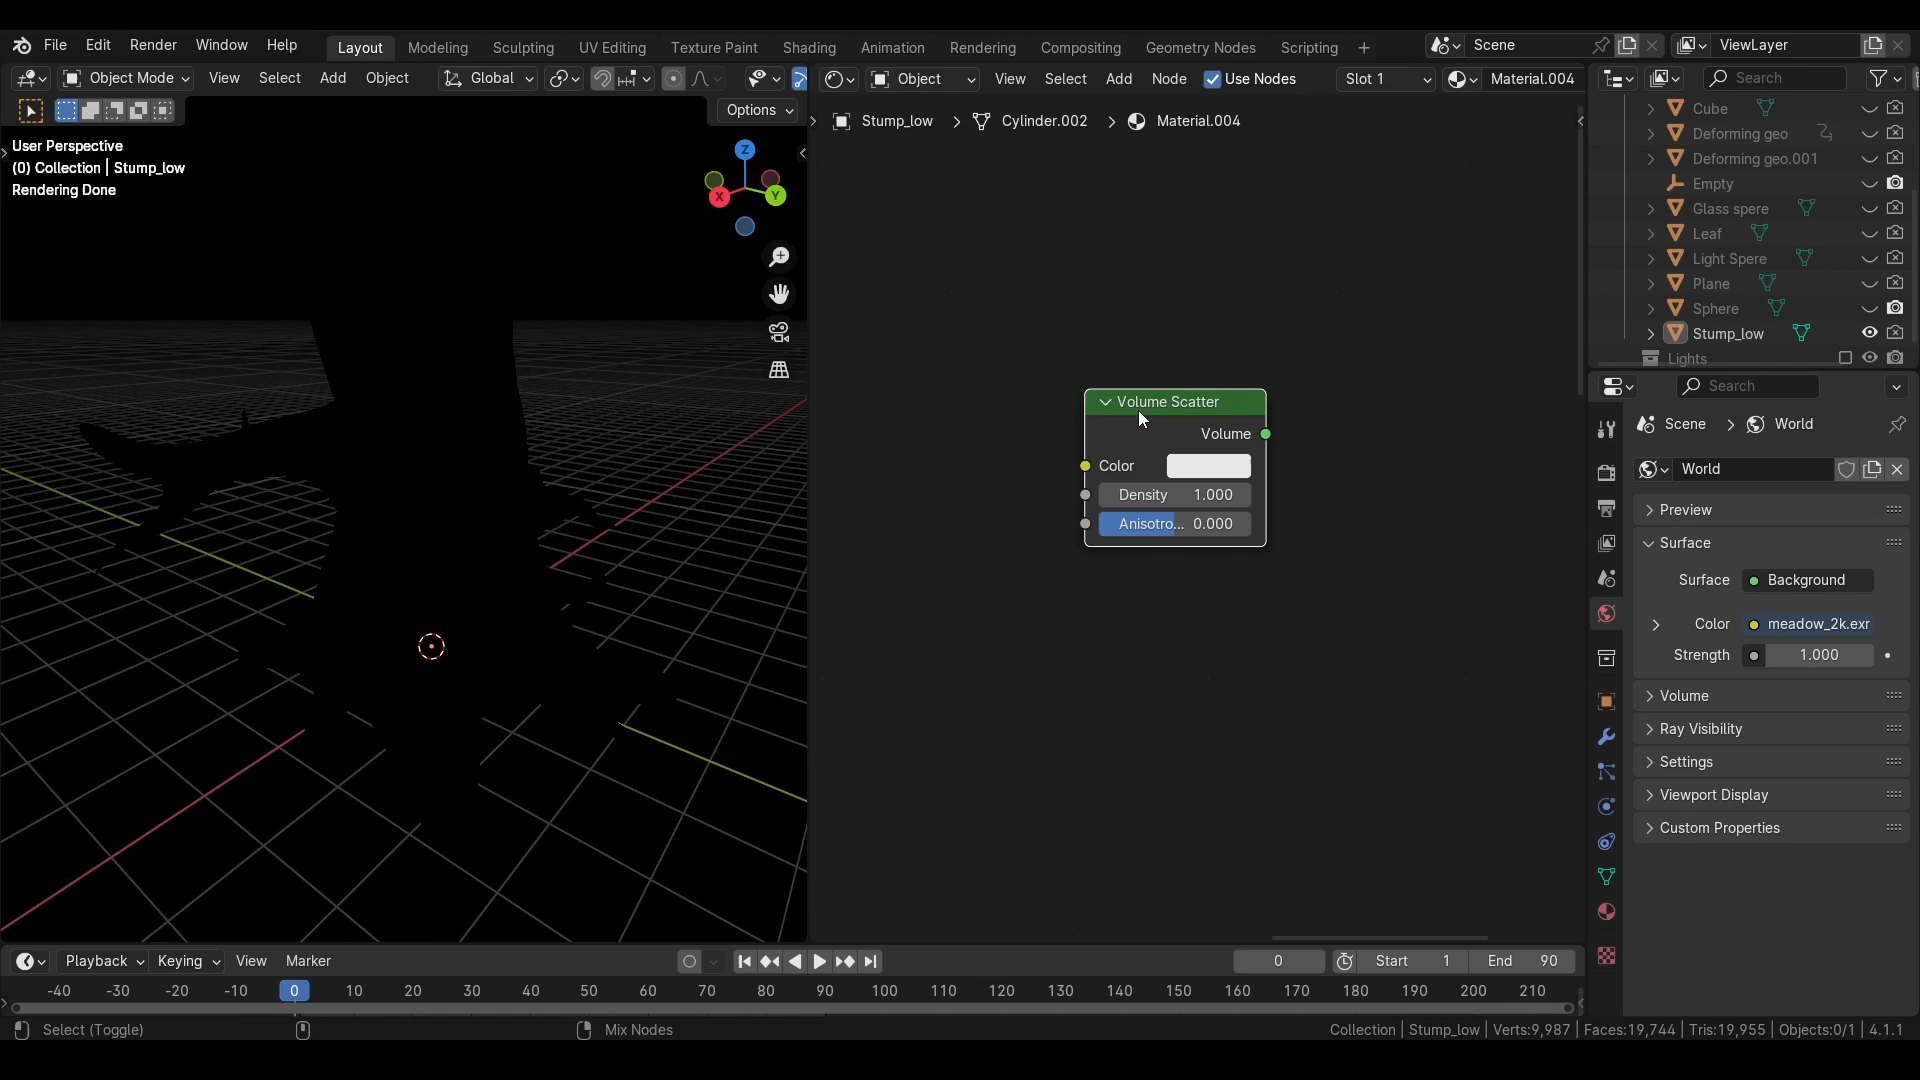 File Edit Render Window Help Layout Modeling Sculpting UV Editing Texture Paint Shading Animation Rendering Compositing Geometry Nodes Scripting + Scene ViewLayer
Object Mode View Select Add Object Global Object View Select Add Node Use Nodes Slot 1 Material.004 Search
Options
User Perspective
(0) Collection | Stump_low
Rendering Done
Z
X
Y
Stump_low > Cylinder.002 > Material.004
Volume Scatter
Volume
Color
Density 1.000
Anisotro... 0.000
Cube
Deforming geo
Deforming geo.001
Empty
Glass spere
Leaf
Light Spere
Plane
Sphere
Stump_low
Lights
Search
Scene > World
World
Preview
Surface
Surface Background
Color meadow_2k.exr
Strength 1.000
Volume
Ray Visibility
Settings
Viewport Display
Custom Properties
Playback Keying View Marker 0 Start 1 End 90
-40 -30 -20 -10 0 10 20 30 40 50 60 70 80 90 100 110 120 130 140 150 160 170 180 190 200 210
Select (Toggle) Mix Nodes Collection | Stump_low | Verts:9,987 | Faces:19,744 | Tris:19,955 | Objects:0/1 | 4.1.1